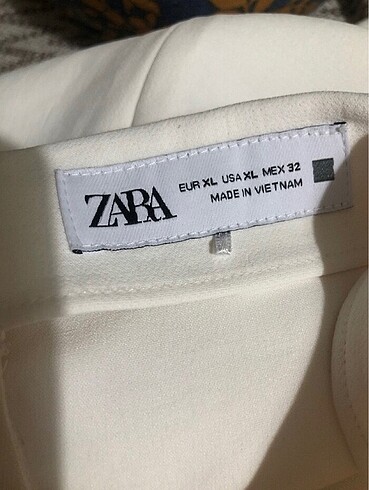 ZARA
EUR XL USA XL MEX 32
MADE IN VIETNAM